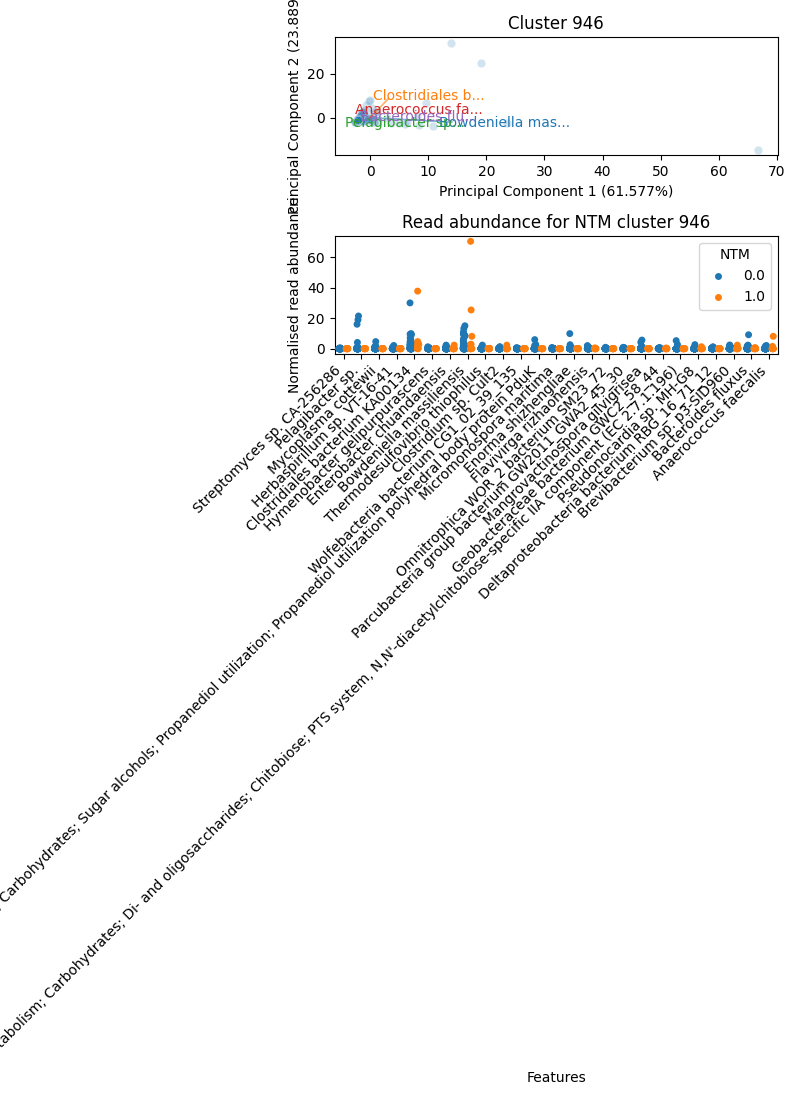 Cluster 946
Principal Component 2 (23.889
20
0
Clostridiales b...
Anaerococcus fa...
Bacteroides flu...
Pelagibacter sp...
Bowdeniella mas...
0 10 20 30 40 50 60 70
Principal Component 1 (61.577%)
Read abundance for NTM cluster 946
Normalised read abundance
60
40
20
0
NTM
0.0
1.0
Streptomyces sp. CA-256286
Pelagibacter sp.
Mycoplasma cottewii
Herbaspirillum sp. VT-16-41
Clostridiales bacterium KA00134
Hymenobacter gelipurpurascens
Enterobacter chuandaensis
Bowdeniella massiliensis
Thermodesulfovibrio thiophilus
Clostridium sp. Cult2
Wolfebacteria bacterium CG1_02_39_135
Carbohydrates; Sugar alcohols; Propanediol utilization; Propanediol utilization polyhedral body protein PduK
Micromonospora maritima
Enorma shizhengliae
Flavivirga rizhaonensis
Omnitrophica WOR_2 bacterium SM23_72
Parcubacteria group bacterium GW2011_GWA2_45_30
Mangrovactinospora gilvigrisea
Geobacteraceae bacterium GWC2_58_44
tabolism; Carbohydrates; Di- and oligosaccharides; Chitobiose; PTS system, N,N'-diacetylchitobiose-specific IIA component (EC 2.7.1.196)
Pseudonocardia sp. MH-G8
Deltaproteobacteria bacterium RBG_16_71_12
Brevibacterium sp. p3-SID960
Bacteroides fluxus
Anaerococcus faecalis
Features